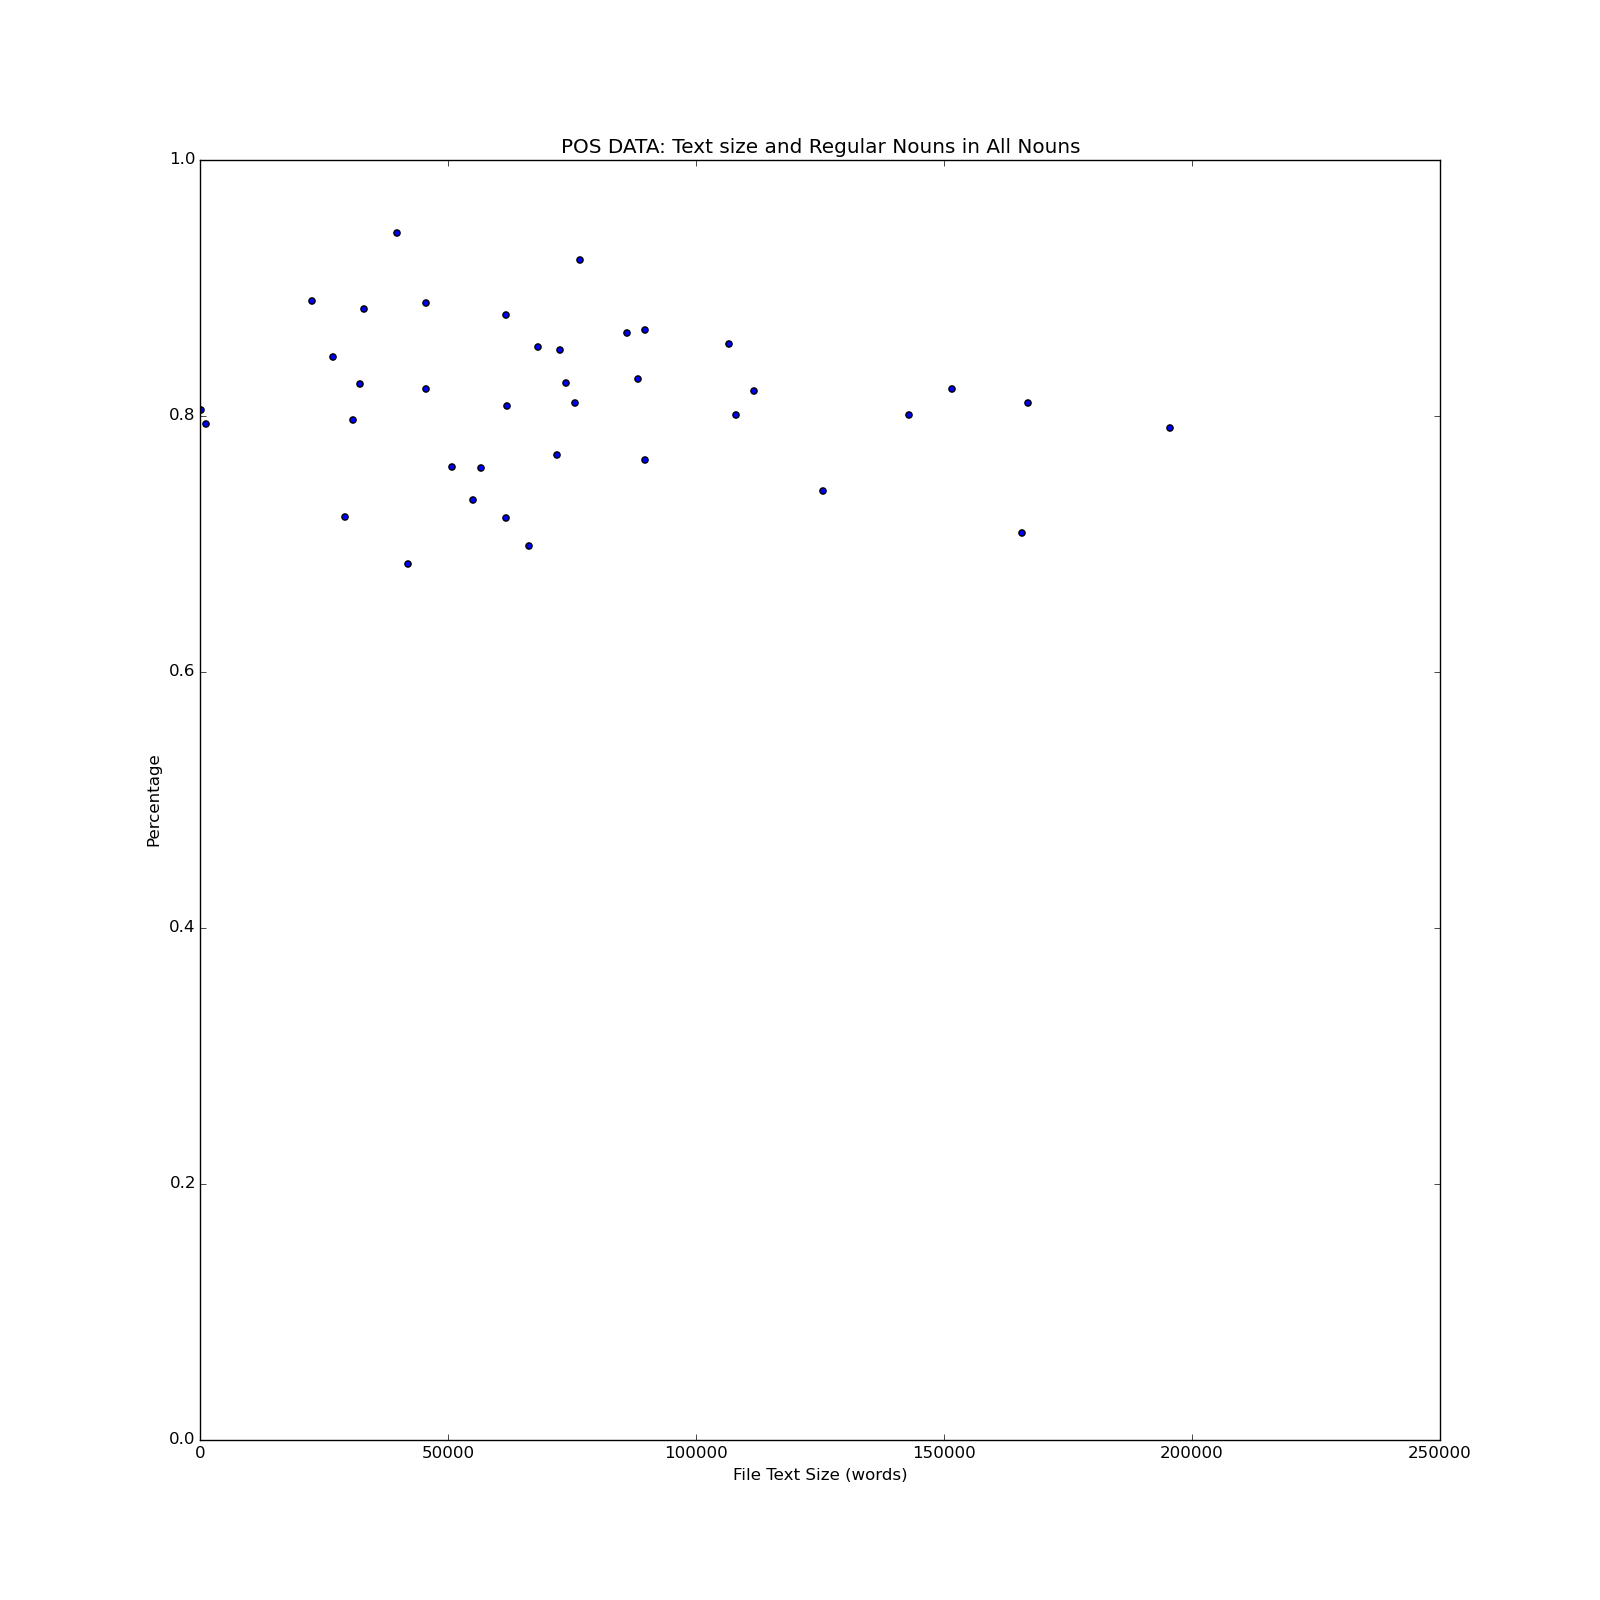 POS DATA: Text size and Regular Nouns in All Nouns
1.0
0.8
0.6
0.4
0.2
0.0
Percentage
0 50000 100000 150000 200000 250000
File Text Size (words)